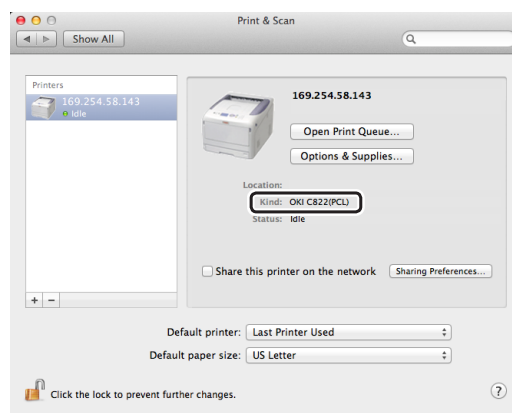 Print & Scan
Show All
Printers
169.254.58.143
Idle
169.254.58.143
Open Print Queue...
Options & Supplies...
Location:
Kind: OKI C822(PCL)
Status: Idle
Share this printer on the network Sharing Preferences...
+ −
Default printer: Last Printer Used
Default paper size: US Letter
Click the lock to prevent further changes.
?